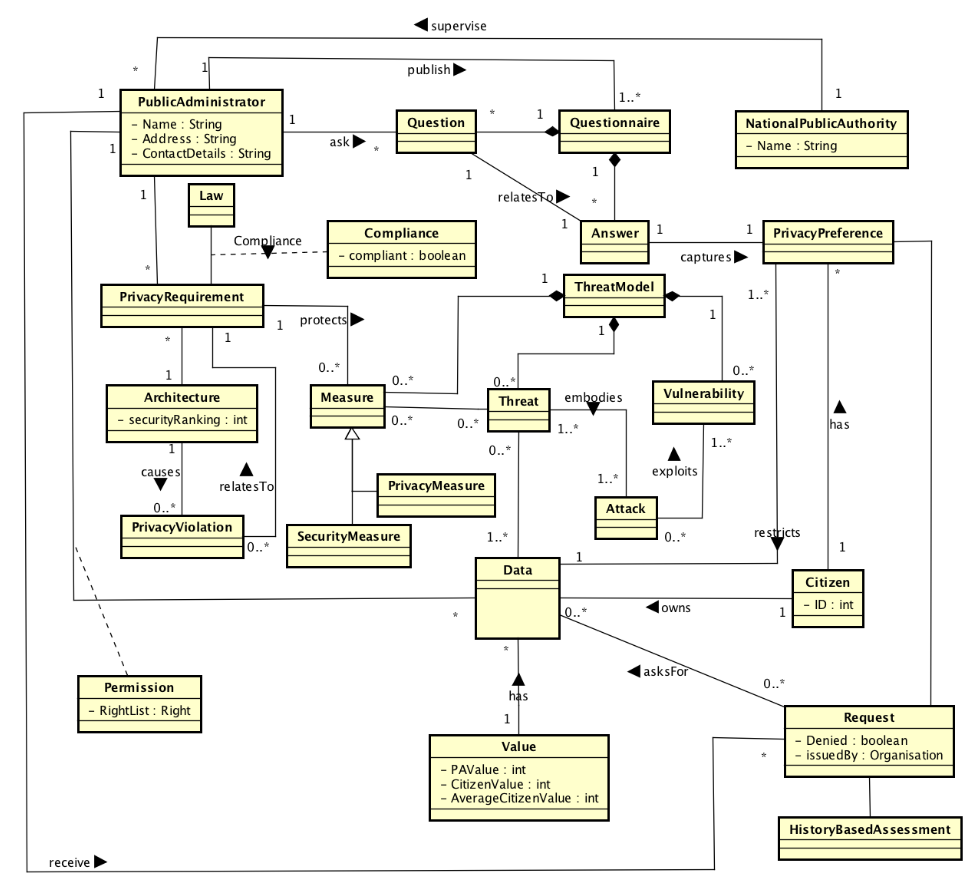 supervise
*
1
publish
1
1..*
1
1
PublicAdministrator
- Name : String
- Address : String
- ContactDetails : String
1
ask
*
Question
*
1
Questionnaire
NationalPublicAuthority
- Name : String
1
relatesTo
1
1
*
Law
1
*
Compliance
Compliance
- compliant : boolean
Answer
1
captures
1
PrivacyPreference
1..*
*
PrivacyRequirement
1
protects
0..*
ThreatModel
1
1
1
*
1
1
Architecture
- securityRanking : int
1
causes
0..*
relatesTo
PrivacyViolation
0..*
Measure
0..*
0..*
0..*
0..*
Threat
0..*
embodies
1..*
1..*
0..*
Vulnerability
1..*
exploits
Attack
0..*
has
1
PrivacyMeasure
SecurityMeasure
1..*
restricts
1
Data
*
0..*
owns
1
Citizen
- ID : int
asksFor
0..*
*
has
1
Permission
- RightList : Right
Value
- PAValue : int
- CitizenValue : int
- AverageCitizenValue : int
Request
- Denied : boolean
- issuedBy : Organisation
*
HistoryBasedAssessment
receive